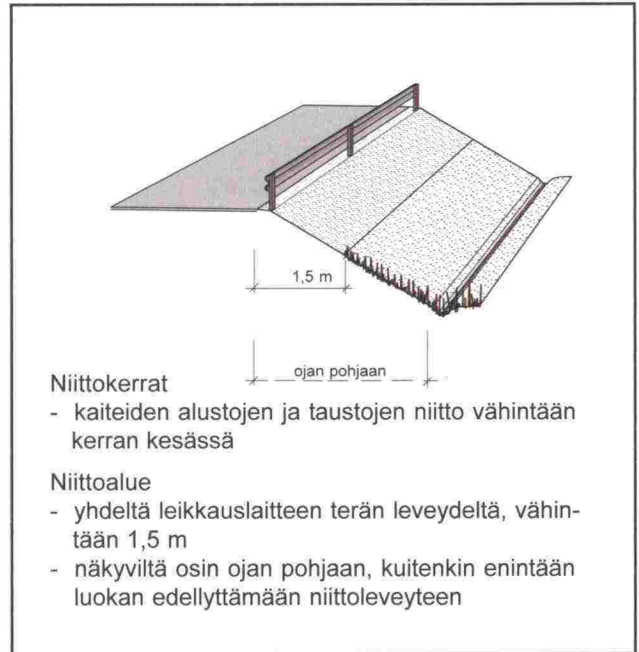 1,5 m
ojan pohjaan
Niittokerrat
- kaiteiden alustojen ja taustojen niitto vähintään
kerran kesässä
Niittoalue
- yhdeltä leikkauslaitteen terän leveydeltä, vähin-
tään 1,5 m
- näkyviltä osin ojan pohjaan, kuitenkin enintään
luokan edellyttämään niittoleveyteen